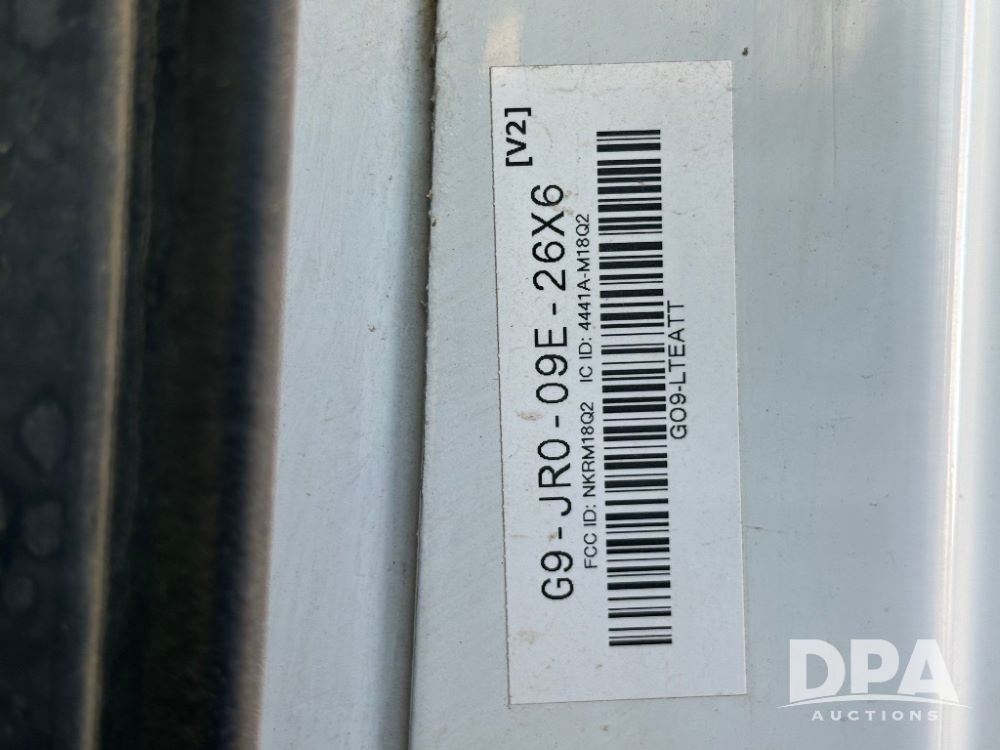 G9-JR0-09E-26X6 [V2]
FCC ID: NKRM18Q2 IC ID: 4441A-M18Q2
GO9-LTEATT
DPA
AUCTIONS